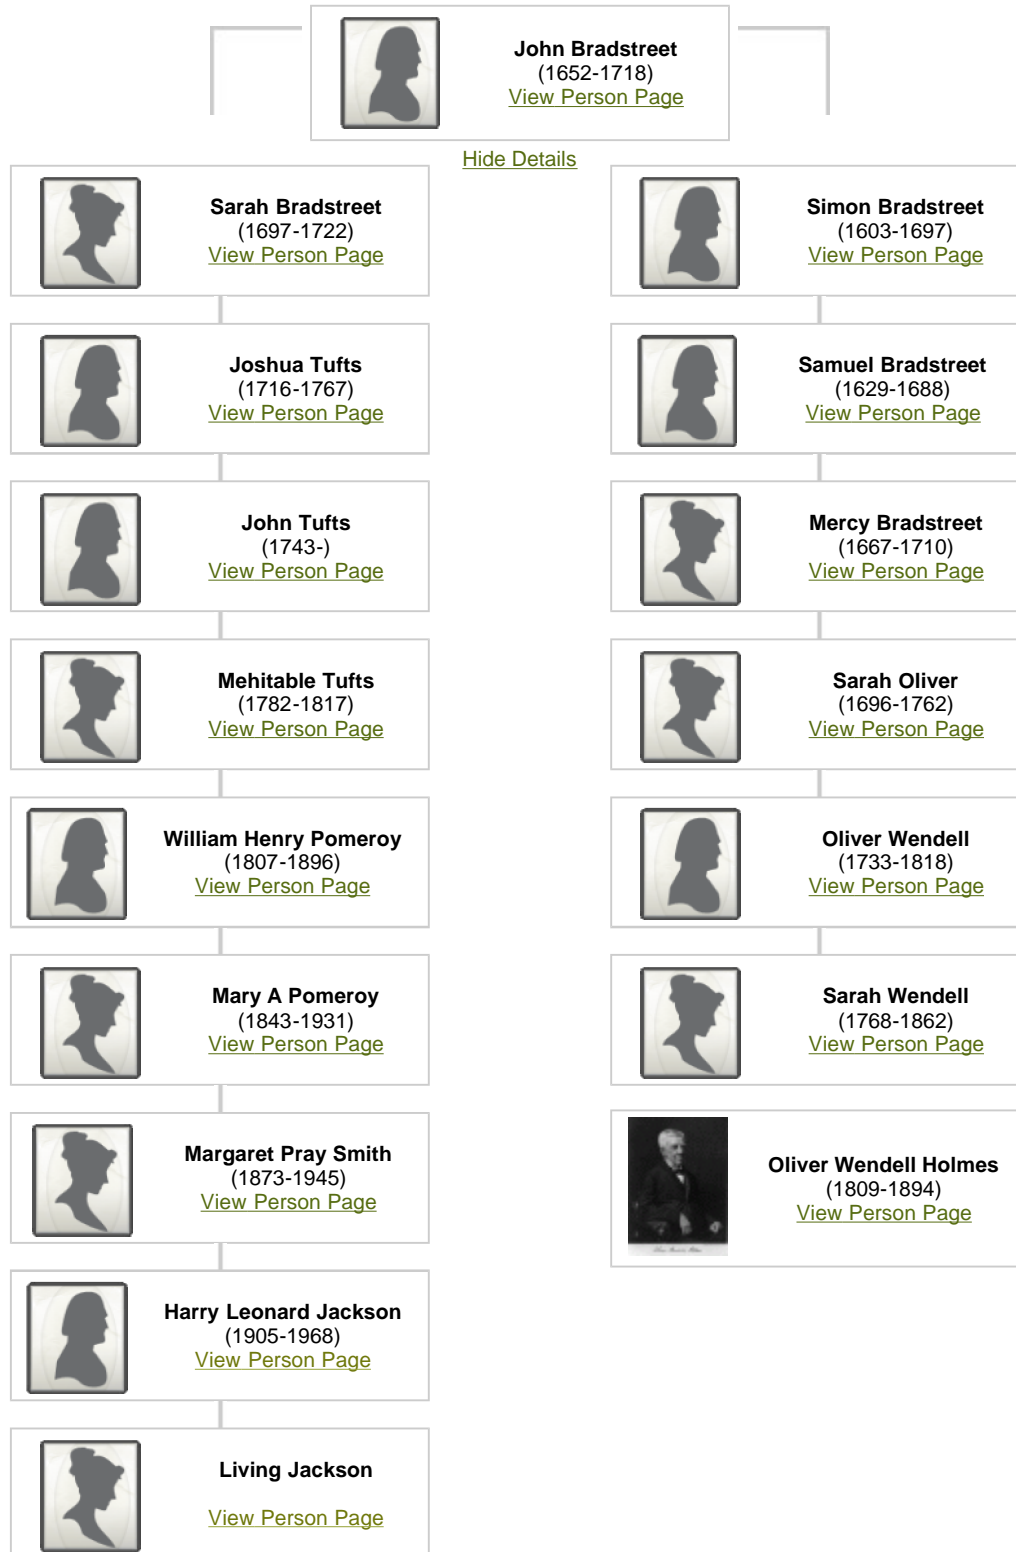 John Bradstreet
(1652-1718)
View Person Page
Hide Details
Sarah Bradstreet
(1697-1722)
View Person Page
Joshua Tufts
(1716-1767)
View Person Page
John Tufts
(1743-)
View Person Page
Mehitable Tufts
(1782-1817)
View Person Page
William Henry Pomeroy
(1807-1896)
View Person Page
Mary A Pomeroy
(1843-1931)
View Person Page
Margaret Pray Smith
(1873-1945)
View Person Page
Harry Leonard Jackson
(1905-1968)
View Person Page
Living Jackson
View Person Page
Simon Bradstreet
(1603-1697)
View Person Page
Samuel Bradstreet
(1629-1688)
View Person Page
Mercy Bradstreet
(1667-1710)
View Person Page
Sarah Oliver
(1696-1762)
View Person Page
Oliver Wendell
(1733-1818)
View Person Page
Sarah Wendell
(1768-1862)
View Person Page
Oliver Wendell Holmes
(1809-1894)
View Person Page